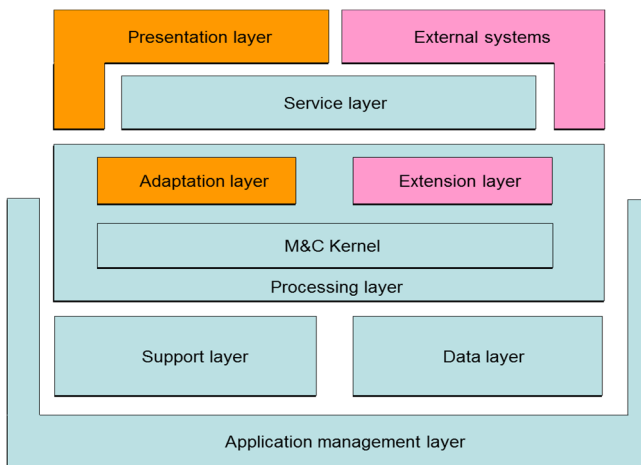 Presentation layer
External systems
Service layer
Adaptation layer
Extension layer
M&C Kernel
Processing layer
Support layer
Data layer
Application management layer